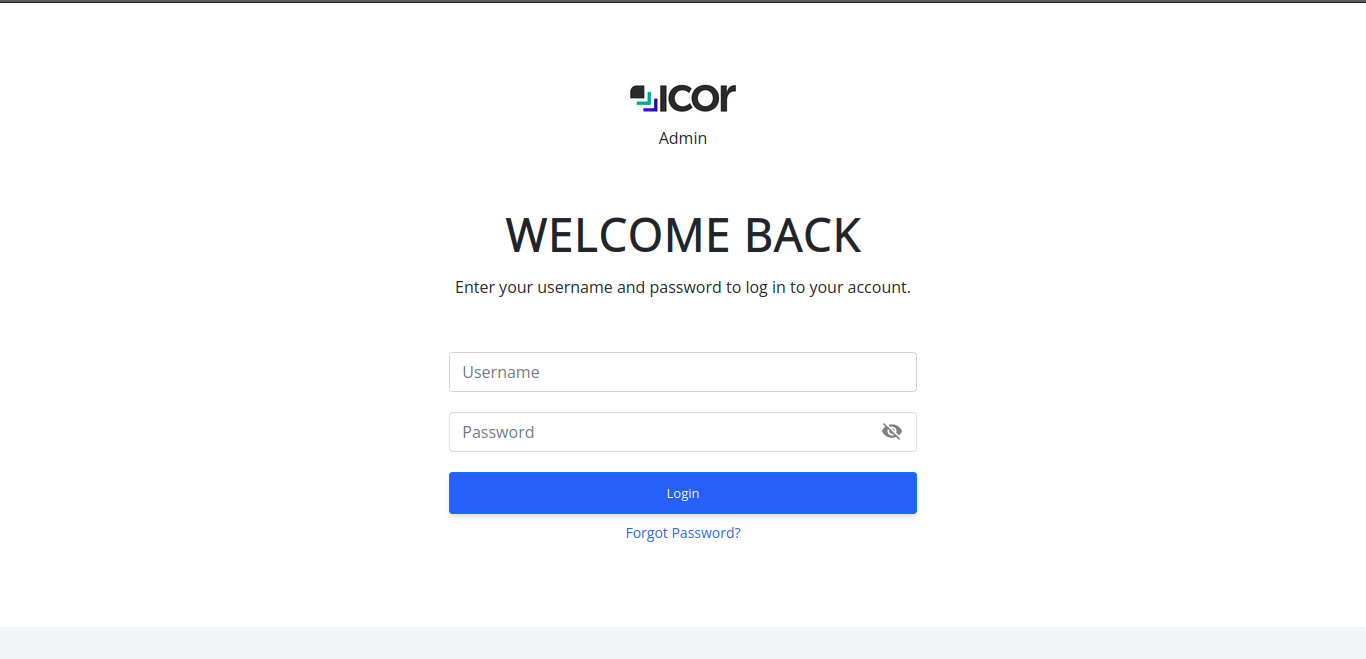 ICOr
Admin
WELCOME BACK
Enter your username and password to log in to your account.
Username
Password
Login
Forgot Password?